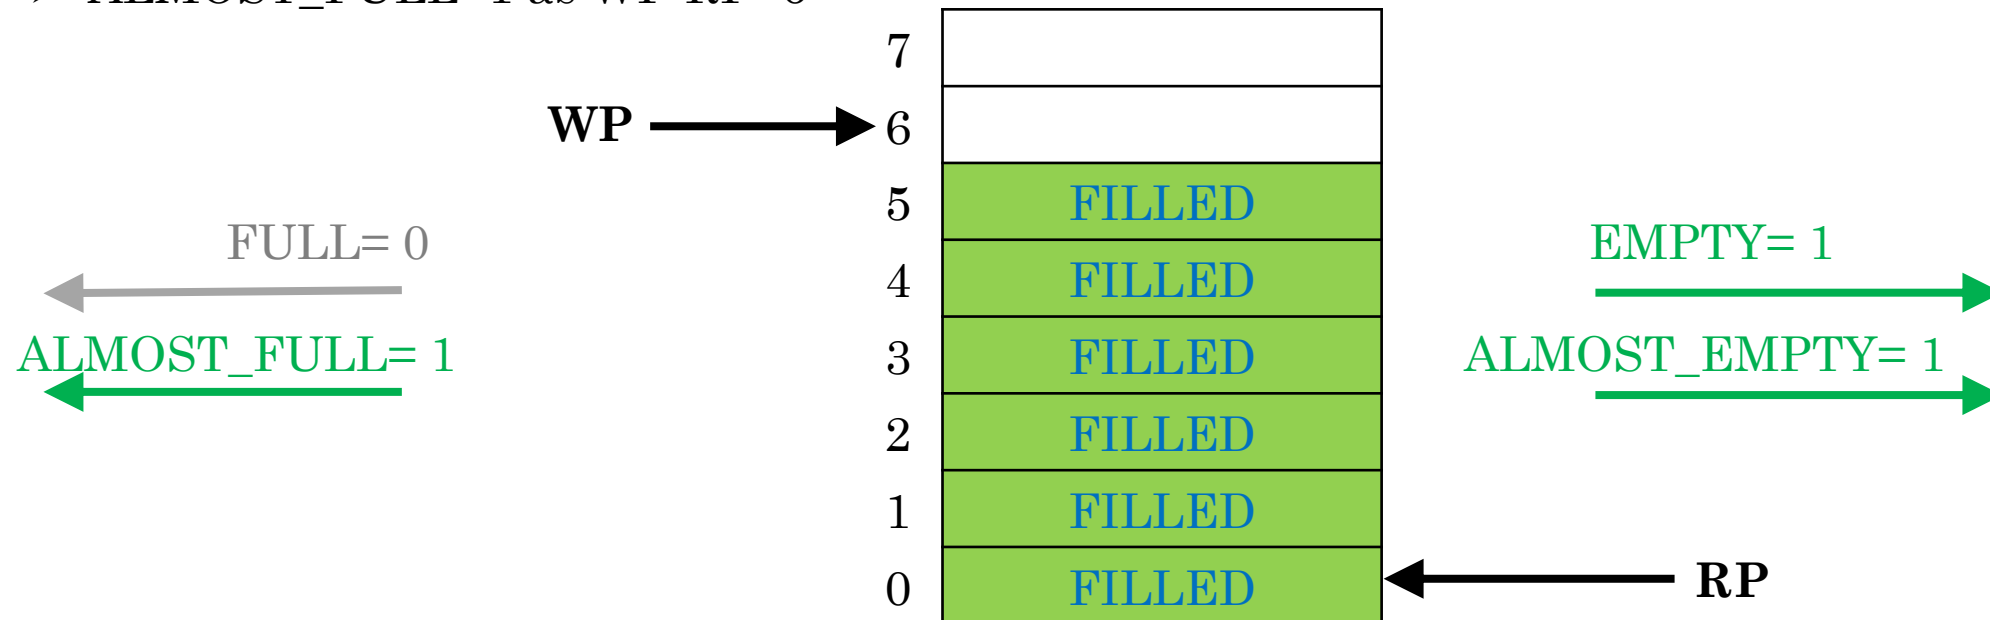 7
WP 6
5 FILLED
FULL= 0 EMPTY= 1
4 FILLED
ALMOST_FULL= 1 3 FILLED ALMOST_EMPTY= 1
2 FILLED
1 FILLED
0 FILLED RP